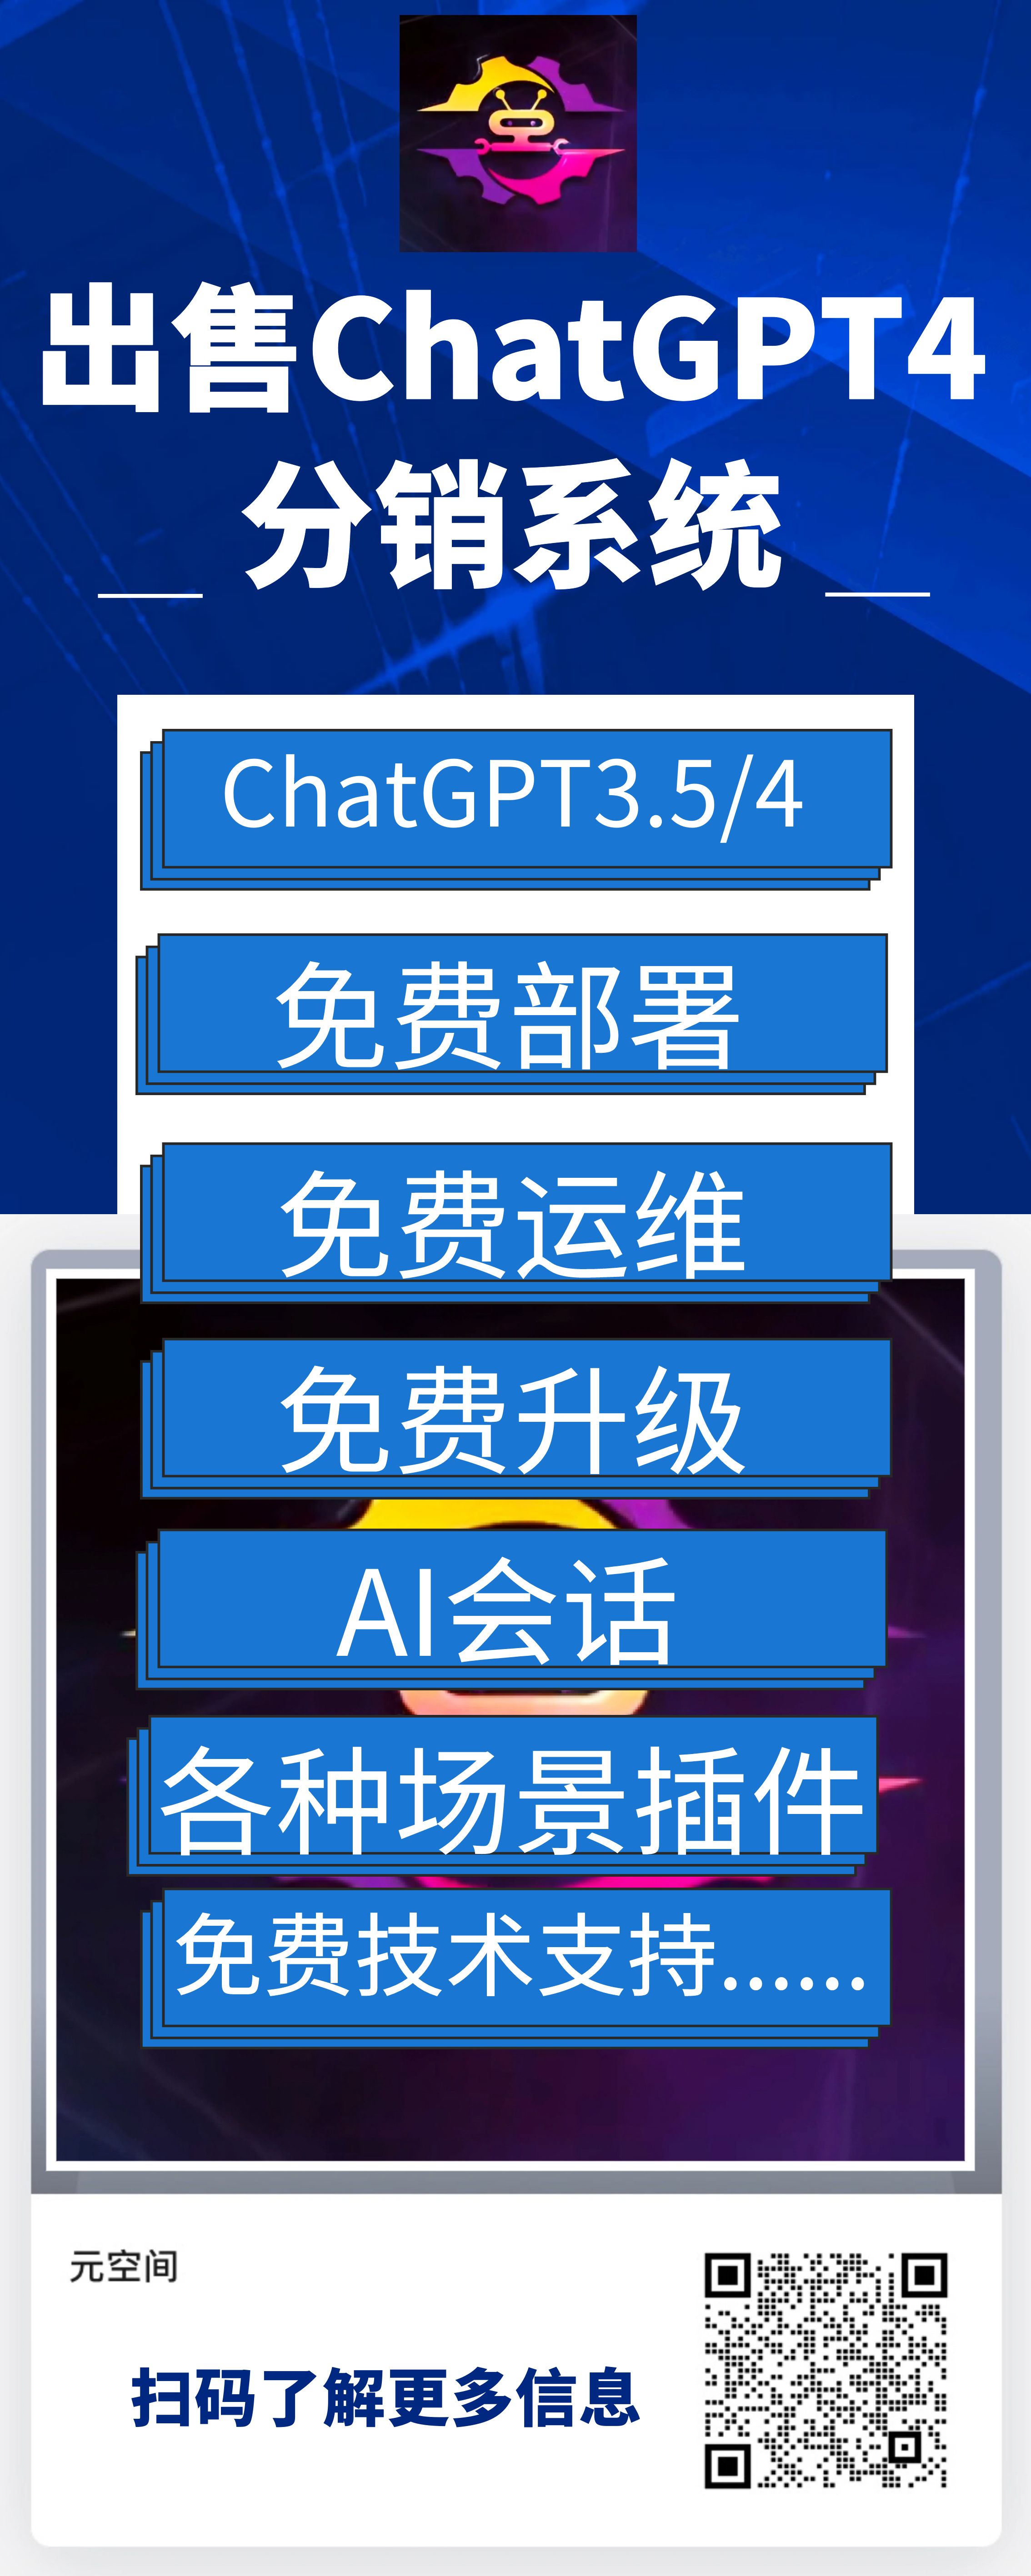 出售ChatGPT4
分销系统
ChatGPT3.5/4
免费部署
免费运维
免费升级
AI会话
各种场景插件
免费技术支持......
元空间
扫码了解更多信息